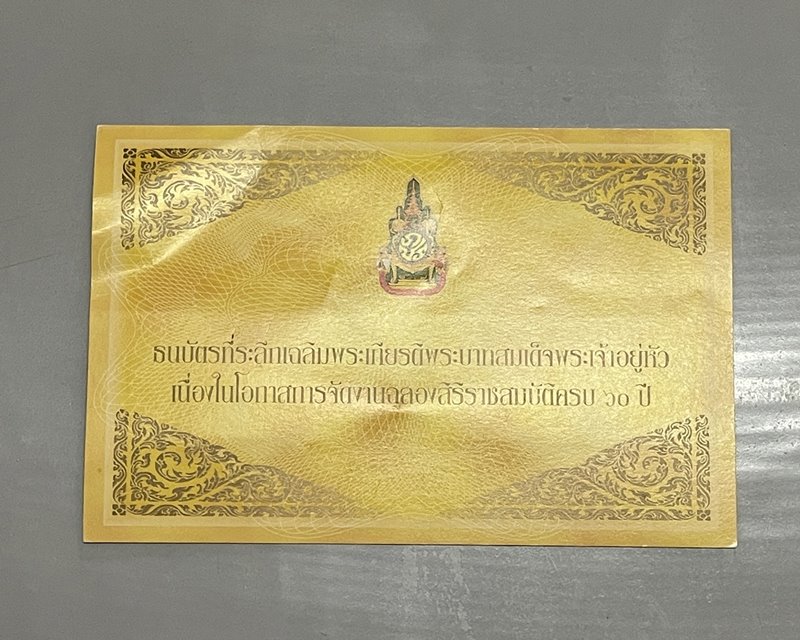 ธนบัตรที่ระลึกเฉลิมพระเกียรติพระบาทสมเด็จพระเจ้าอยู่หัว
เนื่องในโอกาสการจัดงานฉลองสิริราชสมบัติครบ ๖๐ ปี